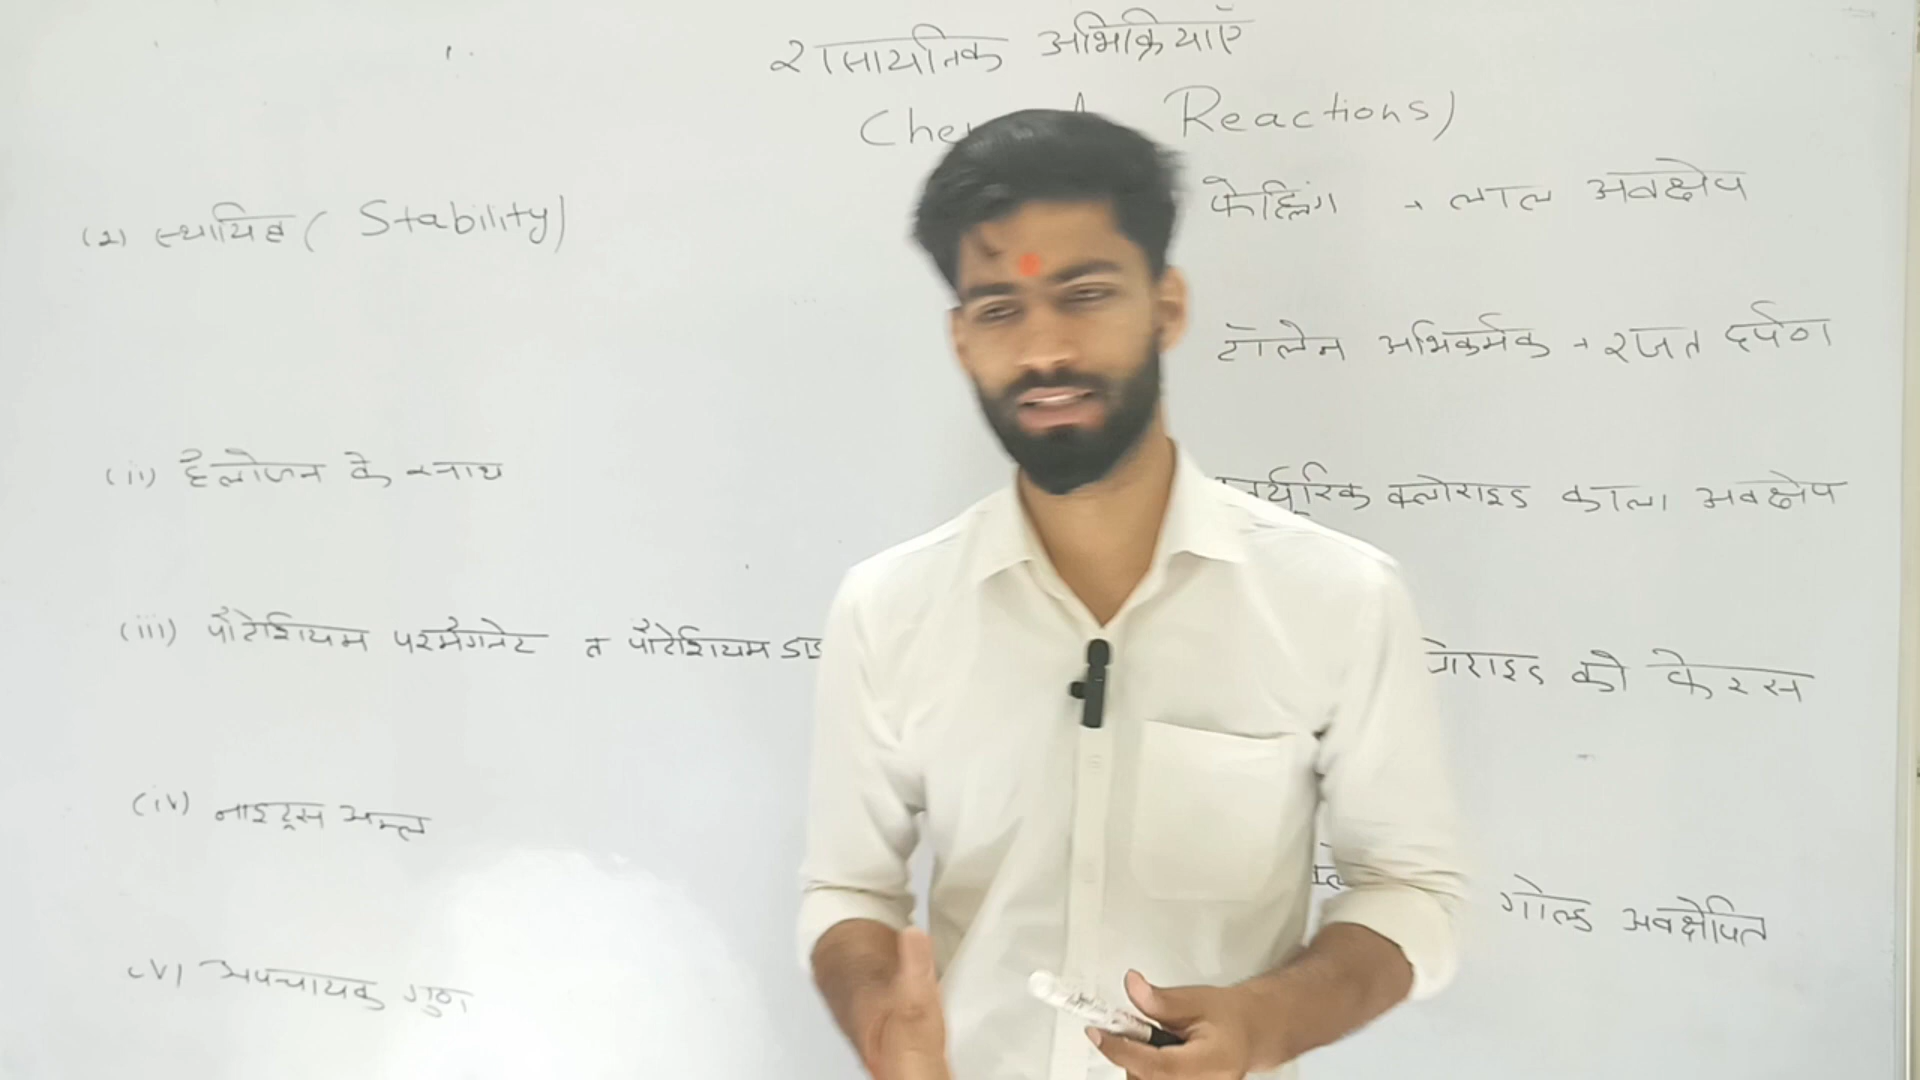 रासायनिक अभिक्रियाएँ
Reactions)
(2) स्थायित्व ( Stability)
(ii) हैलोजन के साथ
(iii) पोटेशियम परमैंगनेट व पोटेशियम डाइ
(iv) नाइट्रस अम्ल
(v) अपचायक गुण
फेहलिंग → लाल अवक्षेप
टॉलेन अभिकर्मक → रजत दर्पण
मर्क्यूरिक क्लोराइड काला अवक्षेप
को फेरस
गोल्ड अवक्षेपित